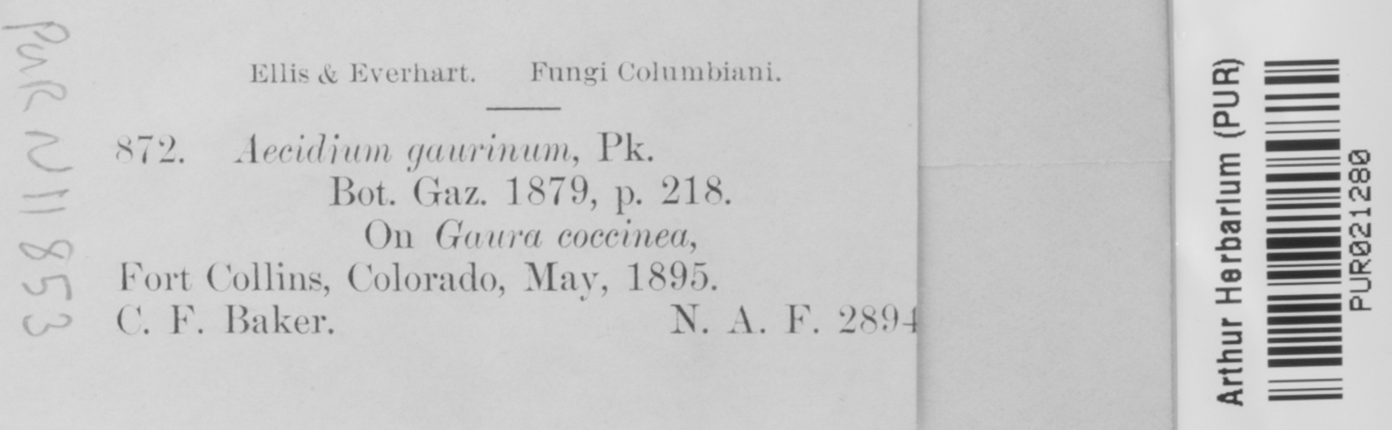 PUR N11853
Ellis & Everhart. Fungi Columbiani.
872. Aecidium gaurinum, Pk.
Bot. Gaz. 1879, p. 218.
On Gaura coccinea,
Fort Collins, Colorado, May, 1895.
C. F. Baker. N. A. F. 2894
Arthur Herbarium (PUR)
PUR021280